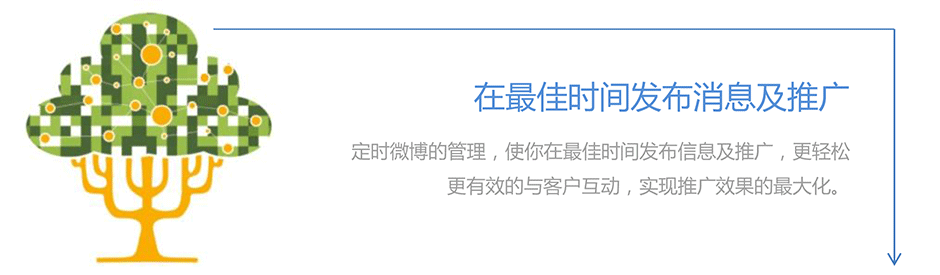 在最佳时间发布消息及推广
定时微博的管理，使你在最佳时间发布信息及推广，更轻松
更有效的与客户互动，实现推广效果的最大化。